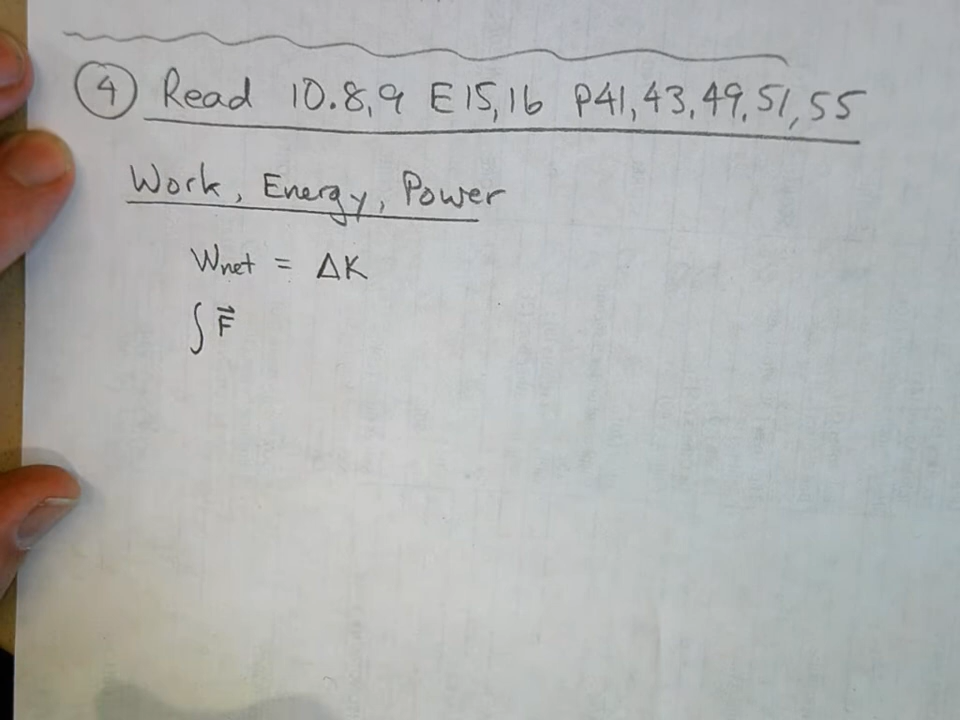 ④ Read 10.8,9 E15,16 P41,43,49,51,55
Work, Energy, Power
Wnet = ΔK
∫ F⃗